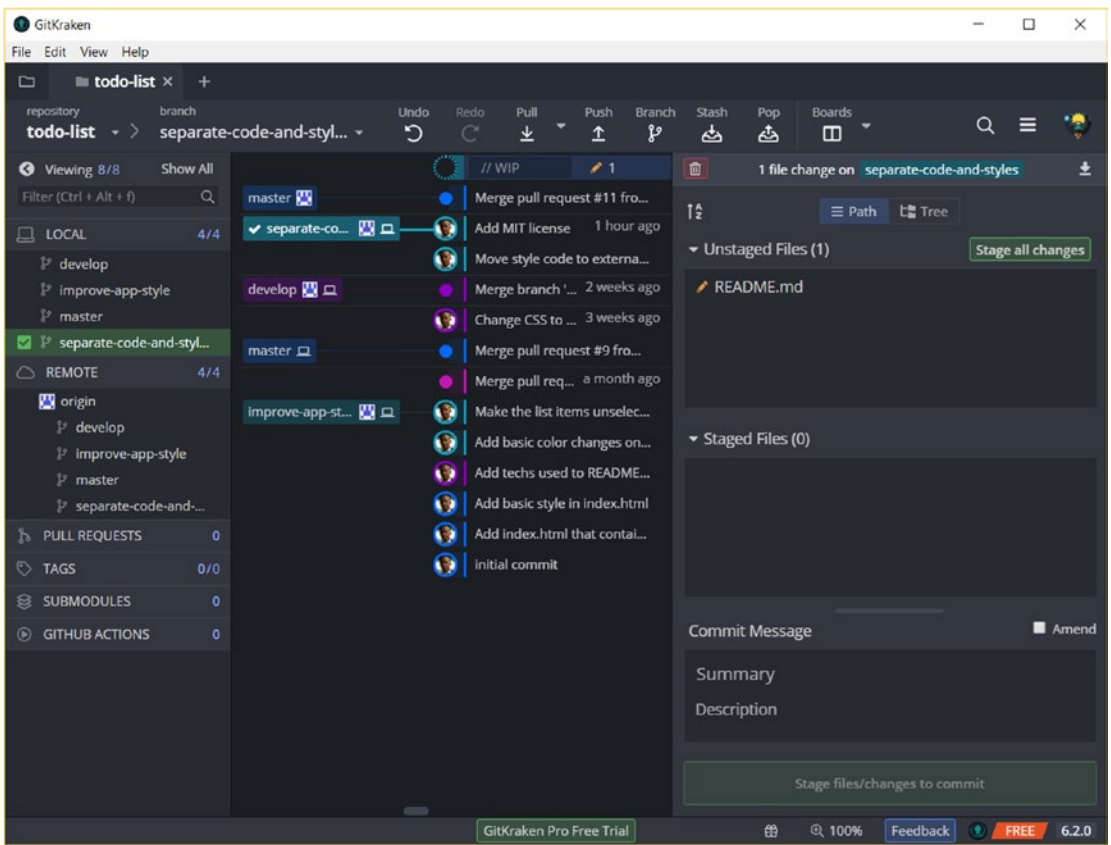 GitKraken
File Edit View Help
todo-list × +
repository branch Undo Redo Pull Push Branch Stash Pop Boards
todo-list separate-code-and-styl...
Viewing 8/8 Show All
Filter (Ctrl + Alt + f)
LOCAL 4/4
develop
improve-app-style
master
separate-code-and-styl...
REMOTE 4/4
origin
develop
improve-app-style
master
separate-code-and-...
PULL REQUESTS 0
TAGS 0/0
SUBMODULES 0
GITHUB ACTIONS 0
// WIP 1
master Merge pull request #11 fro...
separate-co... Add MIT license 1 hour ago
Move style code to externa...
develop Merge branch '... 2 weeks ago
Change CSS to ... 3 weeks ago
master Merge pull request #9 fro...
Merge pull req... a month ago
improve-app-st... Make the list items unselec...
Add basic color changes on...
Add techs used to README...
Add basic style in index.html
Add index.html that contai...
initial commit
1 file change on separate-code-and-styles
Path Tree
Unstaged Files (1) Stage all changes
README.md
Staged Files (0)
Commit Message Amend
Summary
Description
Stage files/changes to commit
GitKraken Pro Free Trial 100% Feedback FREE 6.2.0